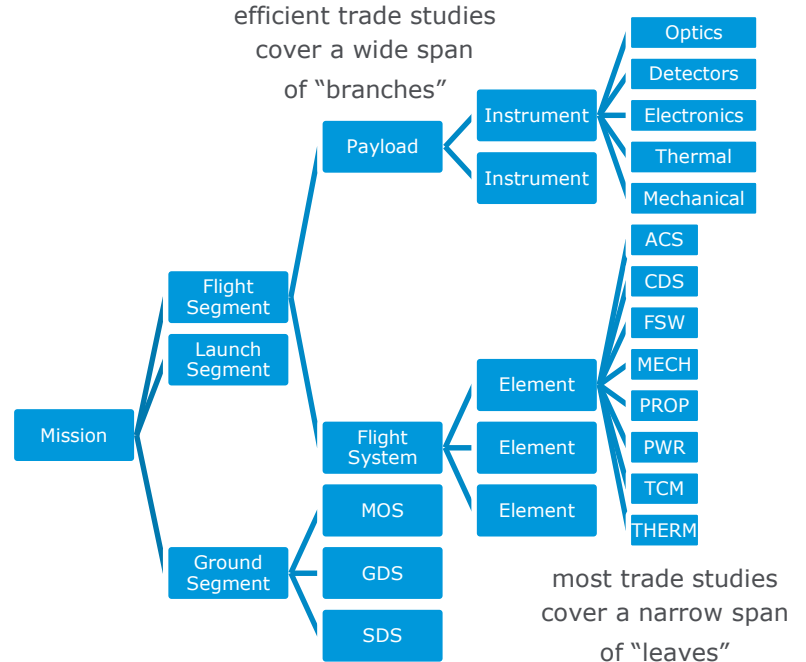 efficient trade studies
cover a wide span
of “branches”
Optics
Detectors
Electronics
Thermal
Mechanical
Instrument
Instrument
Payload
ACS
CDS
FSW
MECH
PROP
PWR
TCM
THERM
Flight
Segment
Launch
Segment
Mission
Element
Element
Element
Flight
System
MOS
GDS
SDS
Ground
Segment
most trade studies
cover a narrow span
of “leaves”